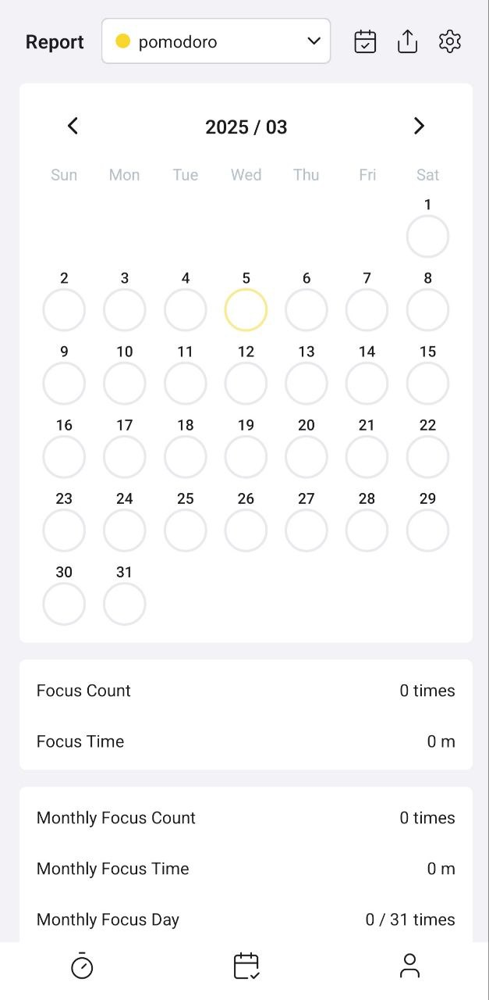 Report pomodoro
2025 / 03
Sun Mon Tue Wed Thu Fri Sat
1
2 3 4 5 6 7 8
9 10 11 12 13 14 15
16 17 18 19 20 21 22
23 24 25 26 27 28 29
30 31
Focus Count 0 times
Focus Time 0 m
Monthly Focus Count 0 times
Monthly Focus Time 0 m
Monthly Focus Day 0 / 31 times